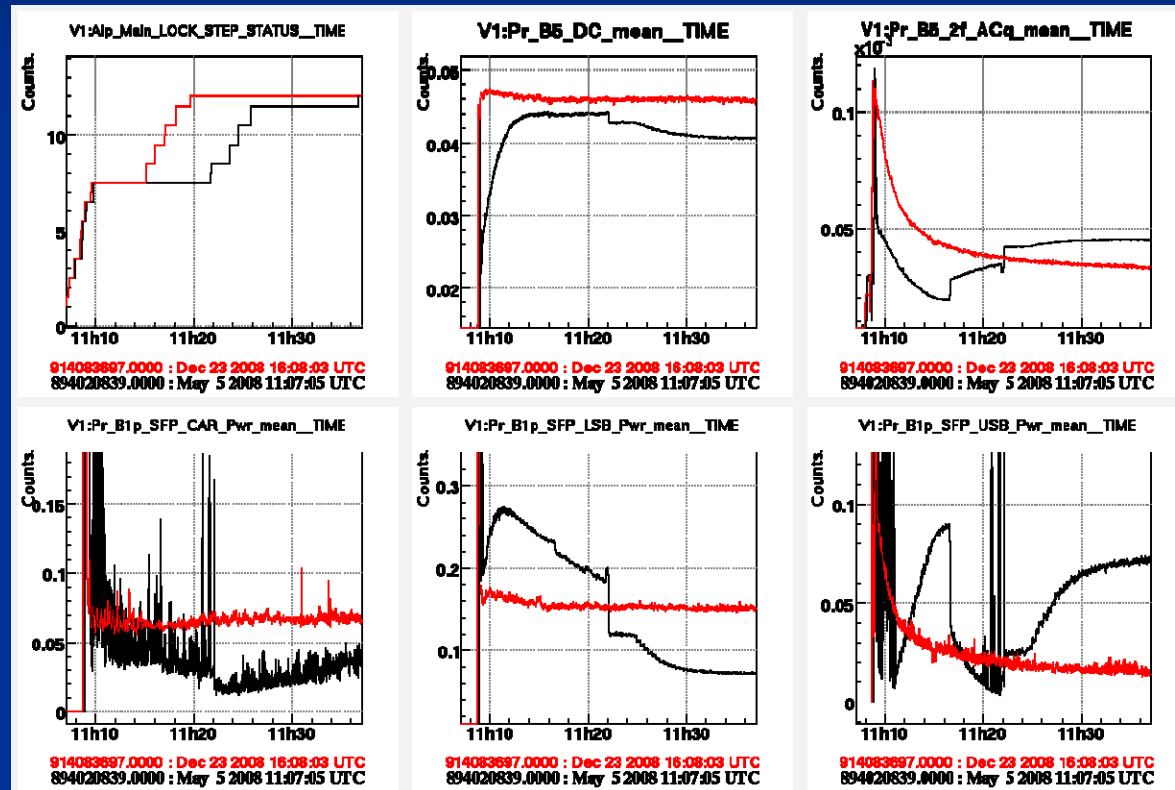 V1:Alp_Main_LOCK_STEP_STATUS__TIME
Counts.
10
5
0
11h10 11h20 11h30
914083697.0000 : Dec 23 2008 16:08:03 UTC
894020839.0000 : May 5 2008 11:07:05 UTC
V1:Pr_B5_DC_mean__TIME
Counts.
0.05
0.04
0.03
0.02
11h10 11h20 11h30
914083697.0000 : Dec 23 2008 16:08:03 UTC
894020839.0000 : May 5 2008 11:07:05 UTC
V1:Pr_B5_2f_ACq_mean__TIME
×10⁻³
Counts.
0.1
0.05
0
11h10 11h20 11h30
914083697.0000 : Dec 23 2008 16:08:03 UTC
894020839.0000 : May 5 2008 11:07:05 UTC
V1:Pr_B1p_SFP_CAR_Pwr_mean__TIME
Counts.
0.15
0.1
0.05
0
11h10 11h20 11h30
914083697.0000 : Dec 23 2008 16:08:03 UTC
894020839.0000 : May 5 2008 11:07:05 UTC
V1:Pr_B1p_SFP_LSB_Pwr_mean__TIME
Counts.
0.3
0.2
0.1
11h10 11h20 11h30
914083697.0000 : Dec 23 2008 16:08:03 UTC
894020839.0000 : May 5 2008 11:07:05 UTC
V1:Pr_B1p_SFP_USB_Pwr_mean__TIME
Counts.
0.1
0.05
0
11h10 11h20 11h30
914083697.0000 : Dec 23 2008 16:08:03 UTC
894020839.0000 : May 5 2008 11:07:05 UTC